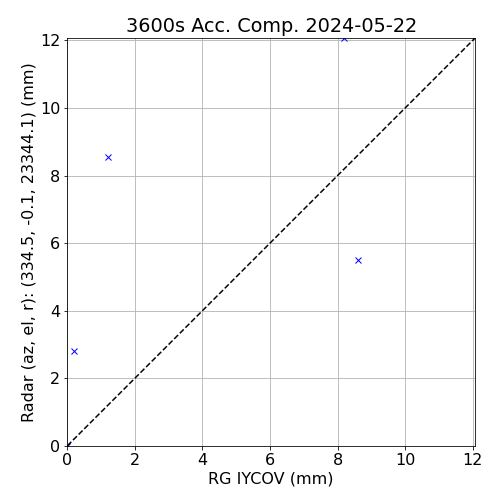 3600s Acc. Comp. 2024-05-22
Radar (az, el, r): (334.5, -0.1, 23344.1) (mm)
12
10
8
6
4
2
0
0 2 4 6 8 10 12
RG IYCOV (mm)